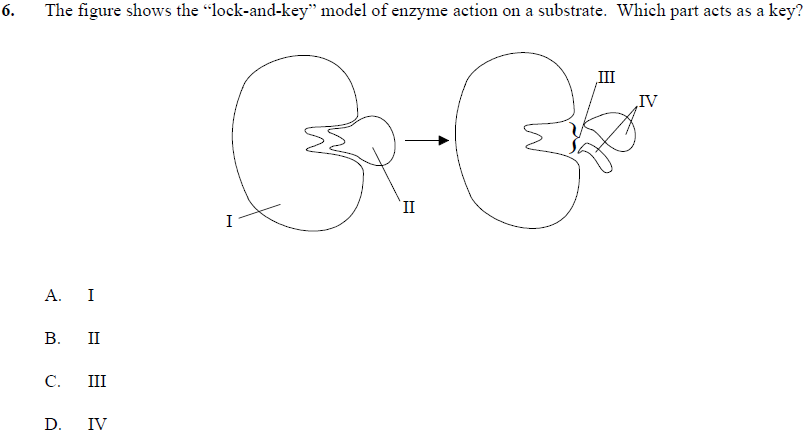 6. The figure shows the “lock-and-key” model of enzyme action on a substrate. Which part acts as a key?
III
IV
II
I
A. I
B. II
C. III
D. IV